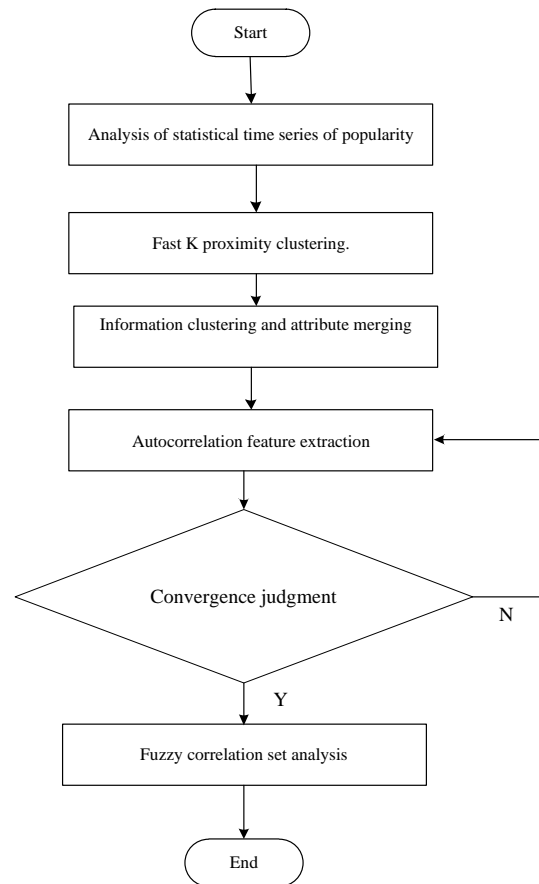 Start
Analysis of statistical time series of popularity
Fast K proximity clustering.
Information clustering and attribute merging
Autocorrelation feature extraction
Convergence judgment
N
Y
Fuzzy correlation set analysis
End